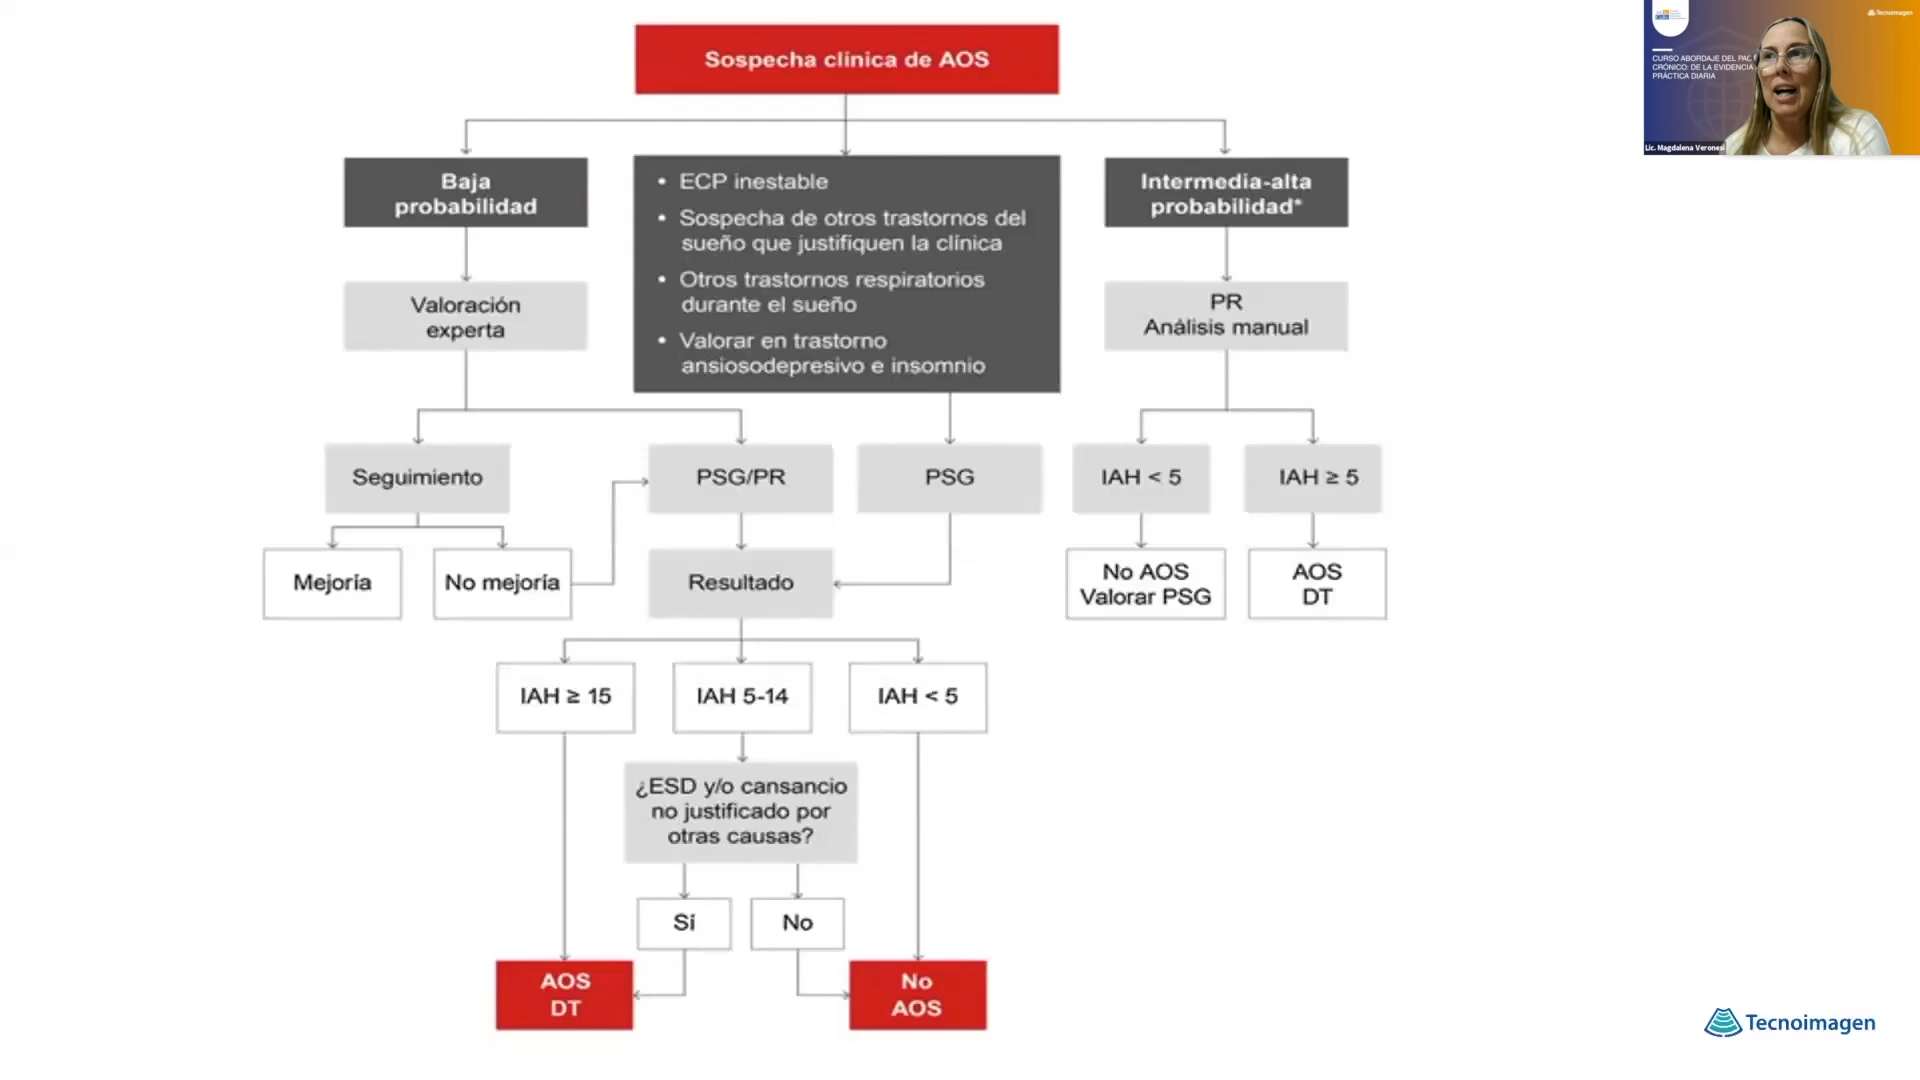 Sospecha clínica de AOS
Baja
probabilidad
• ECP inestable
• Sospecha de otros trastornos del
sueño que justifiquen la clínica
• Otros trastornos respiratorios
durante el sueño
• Valorar en trastorno
ansiosodepresivo e insomnio
Intermedia-alta
probabilidad*
Valoración
experta
PR
Análisis manual
Seguimiento
PSG/PR
PSG
IAH < 5
IAH ≥ 5
Mejoría
No mejoría
Resultado
No AOS
Valorar PSG
AOS
DT
IAH ≥ 15
IAH 5-14
IAH < 5
¿ESD y/o cansancio
no justificado por
otras causas?
Sí
No
AOS
DT
No
AOS
Tecnoimagen
CURSO ABORDAJE DEL PAC
CRÓNICO: DE LA EVIDENCIA
PRÁCTICA DIARIA
Lic. Magdalena Verones
Tecnoimagen